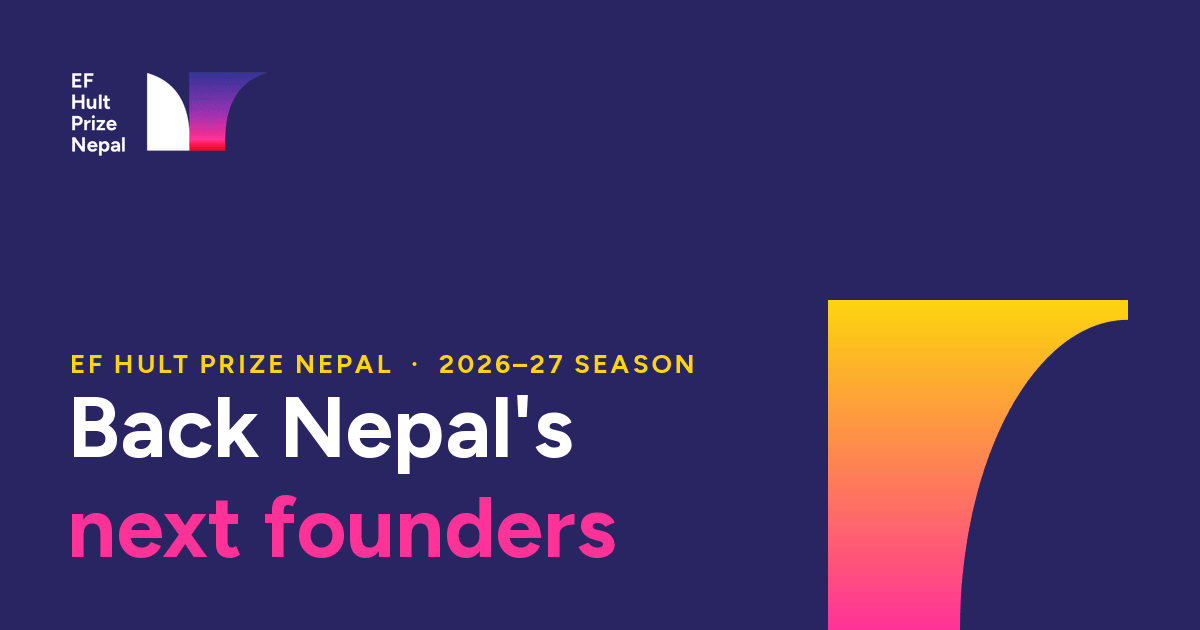 EF
Hult
Prize
Nepal
EF HULT PRIZE NEPAL · 2026–27 SEASON
Back Nepal's
next founders